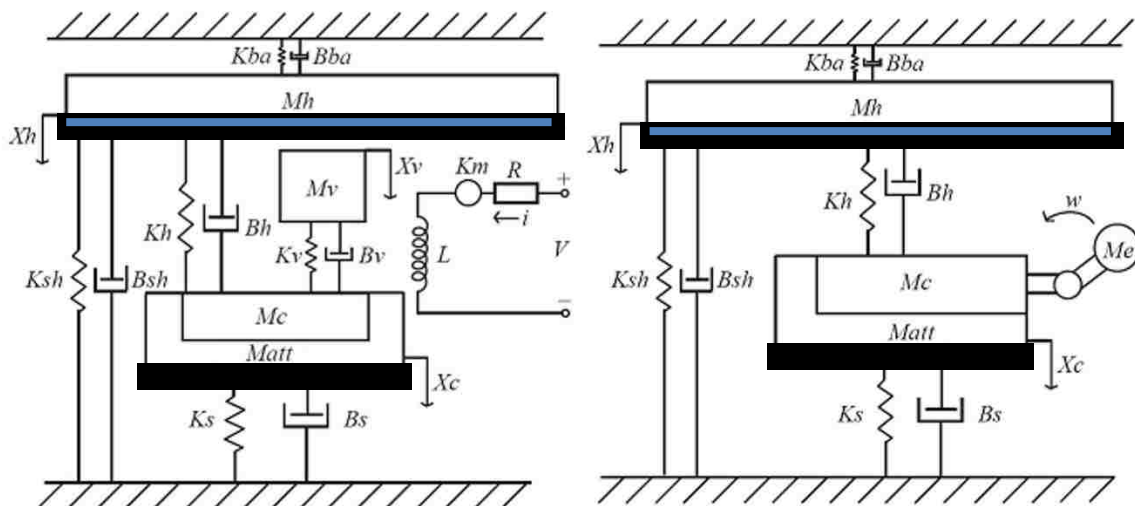 Kba Bba
Mh
Xh
Mv
Xv
Km R
i
+
V
L
−
Kh Bh
Kv Bv
Ksh Bsh
Mc
Matt
Xc
Ks Bs
Kba Bba
Mh
Xh
Kh Bh
w
Me
Ksh Bsh
Mc
Matt
Xc
Ks Bs